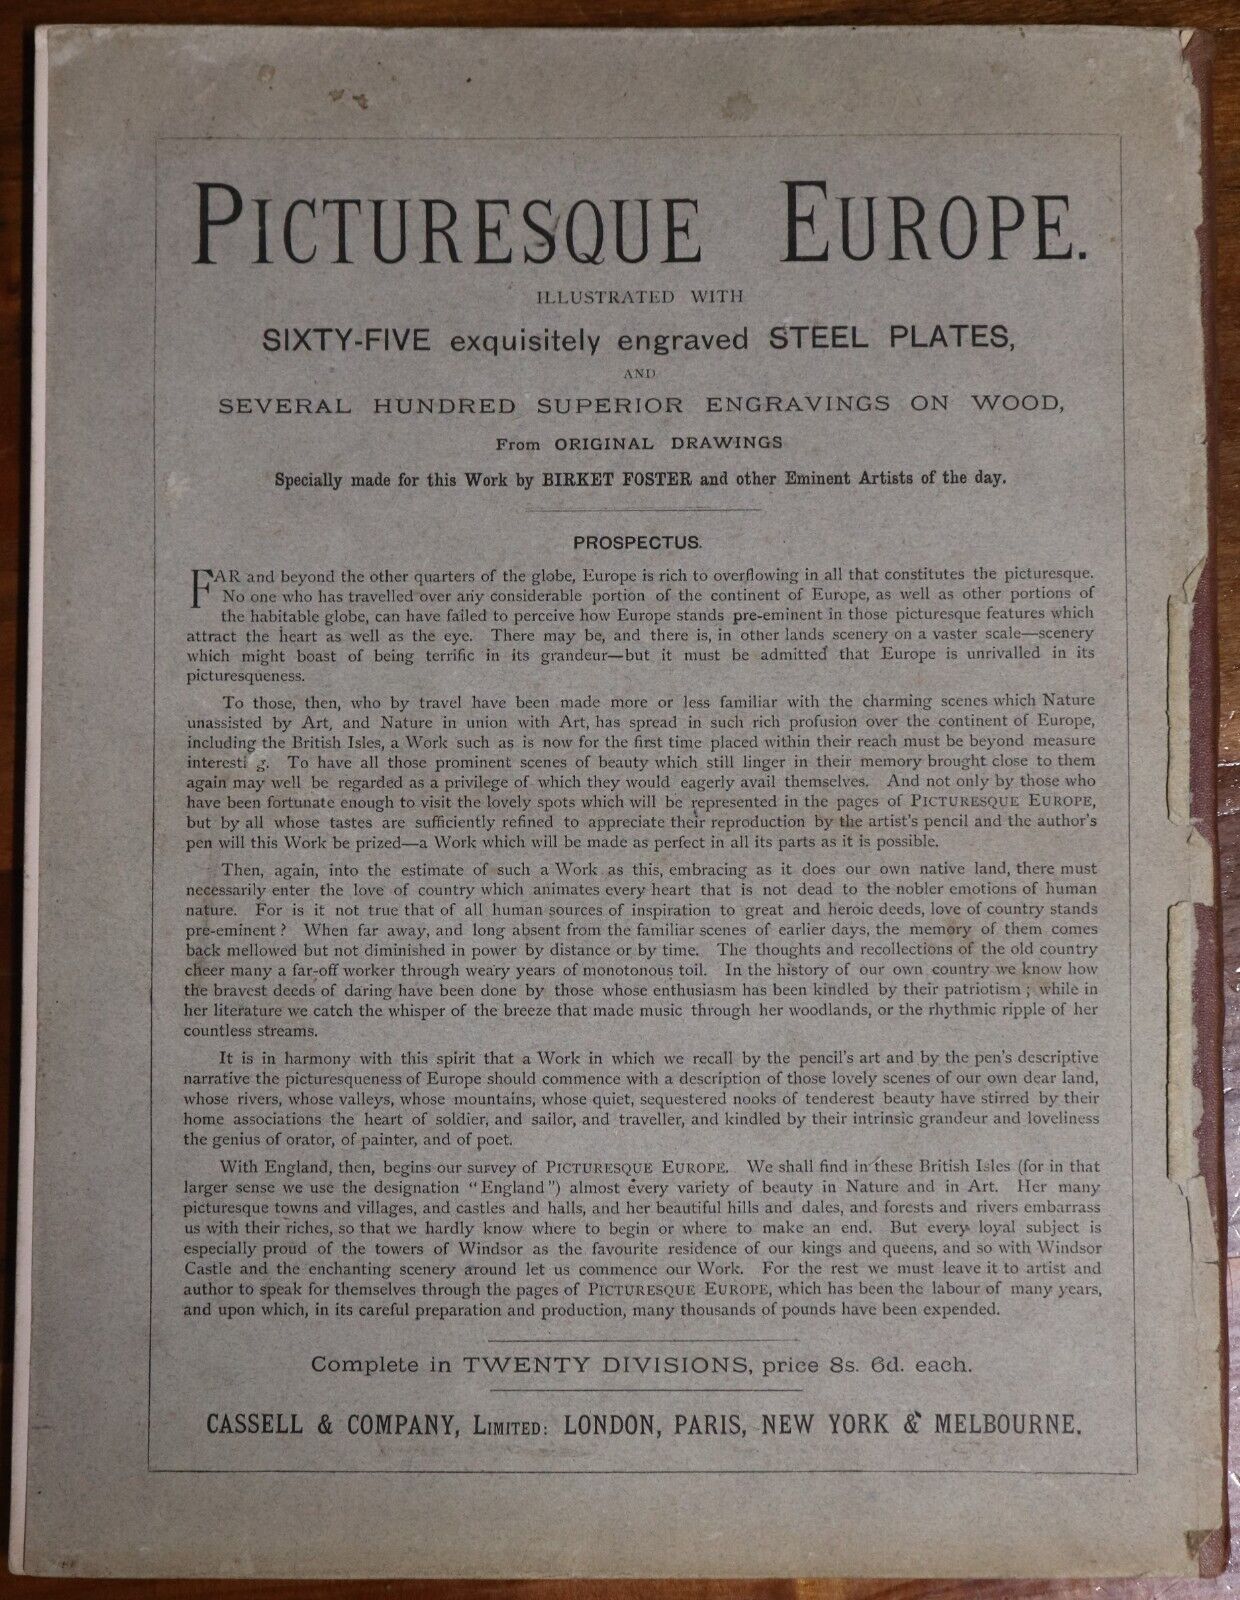 PICTURESQUE EUROPE.
ILLUSTRATED WITH
SIXTY-FIVE exquisitely engraved STEEL PLATES,
AND
SEVERAL HUNDRED SUPERIOR ENGRAVINGS ON WOOD,
From ORIGINAL DRAWINGS
Specially made for this Work by BIRKET FOSTER and other Eminent Artists of the day.
PROSPECTUS.
FAR and beyond the other quarters of the globe, Europe is rich to overflowing in all that constitutes the picturesque.
No one who has travelled over any considerable portion of the continent of Europe, as well as other portions of
the habitable globe, can have failed to perceive how Europe stands pre-eminent in those picturesque features which
attract the heart as well as the eye. There may be, and there is, in other lands scenery on a vaster scale—scenery
which might boast of being terrific in its grandeur—but it must be admitted that Europe is unrivalled in its
picturesqueness.
To those, then, who by travel have been made more or less familiar with the charming scenes which Nature
unassisted by Art, and Nature in union with Art, has spread in such rich profusion over the continent of Europe,
including the British Isles, a Work such as is now for the first time placed within their reach must be beyond measure
interesti g. To have all those prominent scenes of beauty which still linger in their memory brought close to them
again may well be regarded as a privilege of which they would eagerly avail themselves. And not only by those who
have been fortunate enough to visit the lovely spots which will be represented in the pages of PICTURESQUE EUROPE,
but by all whose tastes are sufficiently refined to appreciate their reproduction by the artist's pencil and the author's
pen will this Work be prized—a Work which will be made as perfect in all its parts as it is possible.
Then, again, into the estimate of such a Work as this, embracing as it does our own native land, there must
necessarily enter the love of country which animates every heart that is not dead to the nobler emotions of human
nature. For is it not true that of all human sources of inspiration to great and heroic deeds, love of country stands
pre-eminent? When far away, and long absent from the familiar scenes of earlier days, the memory of them comes
back mellowed but not diminished in power by distance or by time. The thoughts and recollections of the old country
cheer many a far-off worker through weary years of monotonous toil. In the history of our own country we know how
the bravest deeds of daring have been done by those whose enthusiasm has been kindled by their patriotism; while in
her literature we catch the whisper of the breeze that made music through her woodlands, or the rhythmic ripple of her
countless streams.
It is in harmony with this spirit that a Work in which we recall by the pencil's art and by the pen's descriptive
narrative the picturesqueness of Europe should commence with a description of those lovely scenes of our own dear land,
whose rivers, whose valleys, whose mountains, whose quiet, sequestered nooks of tenderest beauty have stirred by their
home associations the heart of soldier, and sailor, and traveller, and kindled by their intrinsic grandeur and loveliness
the genius of orator, of painter, and of poet.
With England, then, begins our survey of PICTURESQUE EUROPE. We shall find in these British Isles (for in that
larger sense we use the designation "England") almost every variety of beauty in Nature and in Art. Her many
picturesque towns and villages, and castles and halls, and her beautiful hills and dales, and forests and rivers embarrass
us with their riches, so that we hardly know where to begin or where to make an end. But every loyal subject is
especially proud of the towers of Windsor as the favourite residence of our kings and queens, and so with Windsor
Castle and the enchanting scenery around let us commence our Work. For the rest we must leave it to artist and
author to speak for themselves through the pages of PICTURESQUE EUROPE, which has been the labour of many years,
and upon which, in its careful preparation and production, many thousands of pounds have been expended.
Complete in TWENTY DIVISIONS, price 8s. 6d. each.
CASSELL & COMPANY, LIMITED: LONDON, PARIS, NEW YORK & MELBOURNE.